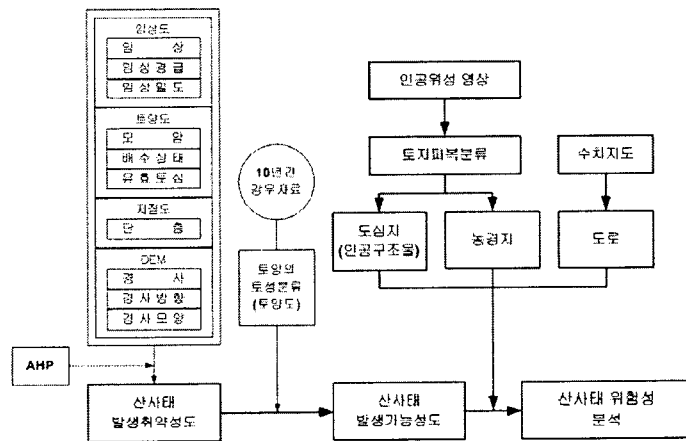 임상도
임 상
임상경급
임상밀도
토양도
모 암
배수상태
유효토심
지질도
단 층
DEM
경 사
경사방향
경사모양
AHP
산사태
발생취약성도
10년간
강우자료
토양의
토성분류
(토양도)
산사태
발생가능성도
인공위성 영상
토지피복분류
수치지도
도심지
(인공구조물)
농경지
도로
산사태 위험성
분석